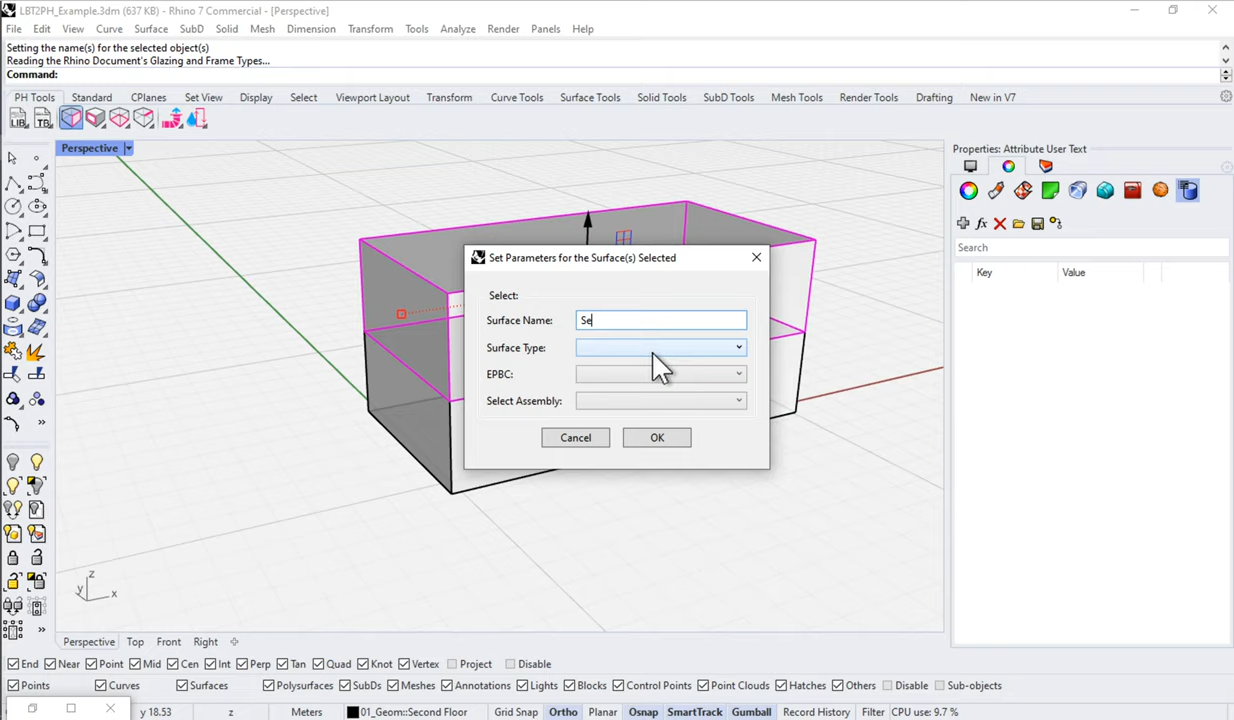 LBT2PH_Example.3dm (637 KB) - Rhino 7 Commercial - [Perspective]
File Edit View Curve Surface SubD Solid Mesh Dimension Transform Tools Analyze Render Panels Help
Setting the name(s) for the selected object(s)
Reading the Rhino Document's Glazing and Frame Types...
Command:
PH Tools Standard CPlanes Set View Display Select Viewport Layout Transform Curve Tools Surface Tools Solid Tools SubD Tools Mesh Tools Render Tools Drafting New in V7
LIB TB
Perspective
Properties: Attribute User Text
Search
Key Value
Set Parameters for the Surface(s) Selected
Select:
Surface Name: Se
Surface Type:
EPBC:
Select Assembly:
Cancel OK
z
y x
Perspective Top Front Right
End Near Point Mid Cen Int Perp Tan Quad Knot Vertex Project Disable
Points Curves Surfaces Polysurfaces SubDs Meshes Annotations Lights Blocks Control Points Point Clouds Hatches Others Disable Sub-objects
y 18.53 z Meters 01_Geom::Second Floor Grid Snap Ortho Planar Osnap SmartTrack Gumball Record History Filter CPU use: 9.7 %